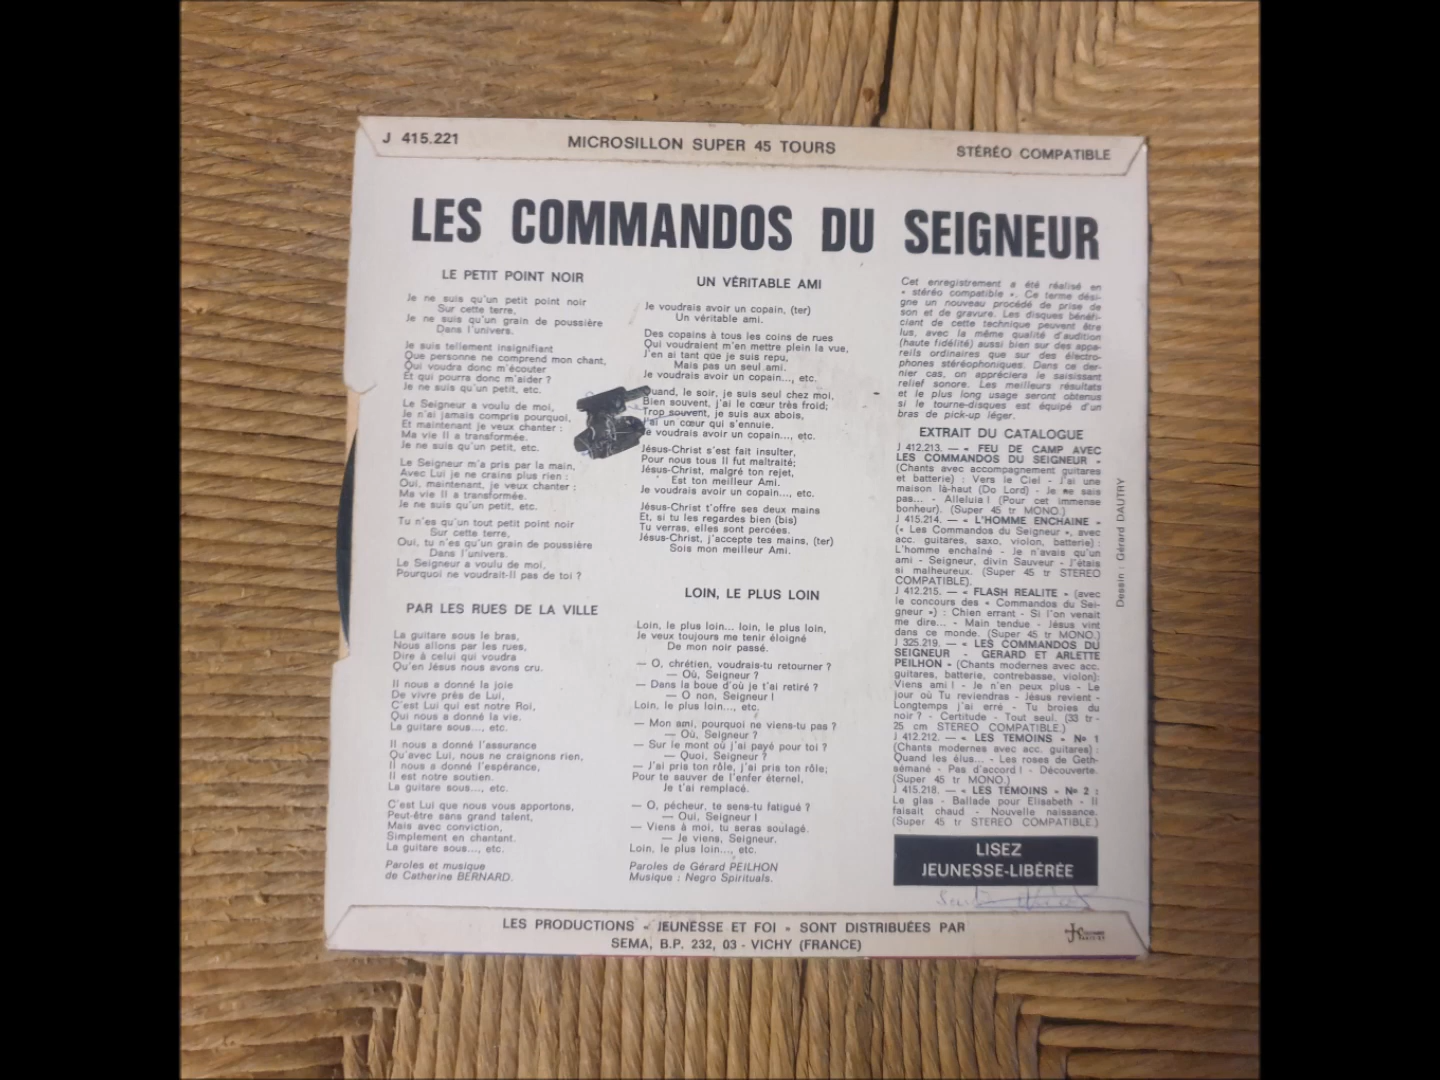 J 415.221
MICROSILLON SUPER 45 TOURS
STÉRÉO COMPATIBLE
LES COMMANDOS DU SEIGNEUR
LE PETIT POINT NOIR
Je ne suis qu'un petit point noir
Sur cette terre,
Je ne suis qu'un grain de poussière
Dans l'univers.
Je suis tellement insignifiant
Que personne ne comprend mon chant,
Qui voudra donc m'écouter
Et qui pourra donc m'aider ?
Je ne suis qu'un petit, etc.
Le Seigneur a voulu de moi,
Je n'ai jamais compris pourquoi,
Et maintenant je veux chanter :
Ma vie Il a transformée.
Je ne suis qu'un petit, etc.
Le Seigneur m'a pris par la main,
Avec Lui je ne crains plus rien :
Oui, maintenant, je veux chanter :
Ma vie Il a transformée.
Je ne suis qu'un petit, etc.
Tu n'es qu'un tout petit point noir
Sur cette terre,
Oui, tu n'es qu'un grain de poussière
Dans l'univers.
Le Seigneur a voulu de moi,
Pourquoi ne voudrait-Il pas de toi ?
PAR LES RUES DE LA VILLE
La guitare sous le bras,
Nous allons par les rues,
Dire à celui qui voudra
Qu'en Jésus nous avons cru.
Il nous a donné la joie
De vivre près de Lui,
C'est Lui qui est notre Roi,
Qui nous a donné la vie.
La guitare sous..., etc.
Il nous a donné l'assurance
Qu'avec Lui, nous ne craignons rien,
Il nous a donné l'espérance,
Il est notre soutien.
La guitare sous..., etc.
C'est Lui que nous vous apportons,
Peut-être sans grand talent,
Mais avec conviction,
Simplement en chantant.
La guitare sous..., etc.
Paroles et musique
de Catherine BERNARD.
UN VÉRITABLE AMI
Je voudrais avoir un copain, (ter)
Un véritable ami.
Des copains à tous les coins de rues
Qui voudraient m'en mettre plein la vue,
J'en ai tant que je suis repu,
Mais pas un seul ami.
Je voudrais avoir un copain..., etc.
Quand, le soir, je suis seul chez moi,
Bien souvent, j'ai le cœur très froid;
Trop souvent, je suis aux abois,
J'ai un cœur qui s'ennuie.
Je voudrais avoir un copain..., etc.
Jésus-Christ s'est fait insulter,
Pour nous tous Il fut maltraité;
Jésus-Christ, malgré ton rejet,
Est ton meilleur Ami.
Je voudrais avoir un copain..., etc.
Jésus-Christ t'offre ses deux mains
Et, si tu les regardes bien (bis)
Tu verras, elles sont percées.
Jésus-Christ, j'accepte tes mains, (ter)
Sois mon meilleur Ami.
LOIN, LE PLUS LOIN
Loin, le plus loin... loin, le plus loin,
Je veux toujours me tenir éloigné
De mon noir passé.
— O, chrétien, voudrais-tu retourner ?
— Où, Seigneur ?
— Dans la boue d'où je t'ai retiré ?
— O non, Seigneur !
Loin, le plus loin..., etc.
— Mon ami, pourquoi ne viens-tu pas ?
— Où, Seigneur ?
— Sur le mont où j'ai payé pour toi ?
— Quoi, Seigneur ?
— J'ai pris ton rôle, j'ai pris ton rôle;
Pour te sauver de l'enfer éternel,
Je t'ai remplacé.
— O, pécheur, te sens-tu fatigué ?
— Oui, Seigneur !
— Viens à moi, tu seras soulagé.
— Je viens, Seigneur.
Loin, le plus loin..., etc.
Paroles de Gérard PEILHON
Musique : Negro Spirituals.
Cet enregistrement a été réalisé en
« stéréo compatible ». Ce terme dési-
gne un nouveau procédé de prise de
son et de gravure. Les disques bénéfi-
ciant de cette technique peuvent être
lus, avec la même qualité d'audition
(haute fidélité) aussi bien sur des appa-
reils ordinaires que sur des électro-
phones stéréophoniques. Dans ce der-
nier cas, on appréciera le saisissant
relief sonore. Les meilleurs résultats
et le plus long usage seront obtenus
si le tourne-disques est équipé d'un
bras de pick-up léger.
EXTRAIT DU CATALOGUE
J 412.213. — « FEU DE CAMP AVEC
LES COMMANDOS DU SEIGNEUR »
(Chants avec accompagnement guitares
et batterie) : Vers le Ciel - J'ai une
maison là-haut (Do Lord) - Je ne sais
pas... - Alleluia ! (Pour cet immense
bonheur). (Super 45 tr MONO.)
J 415.214. — « L'HOMME ENCHAINE »
(« Les Commandos du Seigneur », avec
acc. guitares, saxo, violon, batterie) :
L'homme enchaîné - Je n'avais qu'un
ami - Seigneur, divin Sauveur - J'étais
si malheureux. (Super 45 tr STEREO
COMPATIBLE).
J 412.215. — « FLASH REALITE » (avec
le concours des « Commandos du Sei-
gneur ») : Chien errant - Si l'on venait
me dire... - Main tendue - Jésus vint
dans ce monde. (Super 45 tr MONO.)
J 325.219. — « LES COMMANDOS DU
SEIGNEUR - GERARD ET ARLETTE
PEILHON » (Chants modernes avec acc.
guitares, batterie, contrebasse, violon):
Viens ami ! - Je n'en peux plus - Le
jour où Tu reviendras - Jésus revient -
Longtemps j'ai erré - Tu broies du
noir ? - Certitude - Tout seul. (33 tr -
25 cm STEREO COMPATIBLE.)
J 412.212. — « LES TEMOINS » N° 1
(Chants modernes avec acc. guitares) :
Quand les élus... - Les roses de Geth-
sémané - Pas d'accord ! - Découverte.
(Super 45 tr MONO.)
J 415.218. — « LES TÉMOINS » N° 2 :
Le glas - Ballade pour Elisabeth - Il
faisait chaud - Nouvelle naissance.
(Super 45 tr STEREO COMPATIBLE.)
Dessin : Gérard DAUTRY
LISEZ
JEUNESSE-LIBÉRÉE
LES PRODUCTIONS « JEUNESSE ET FOI » SONT DISTRIBUÉES PAR
SEMA, B.P. 232, 03 - VICHY (FRANCE)